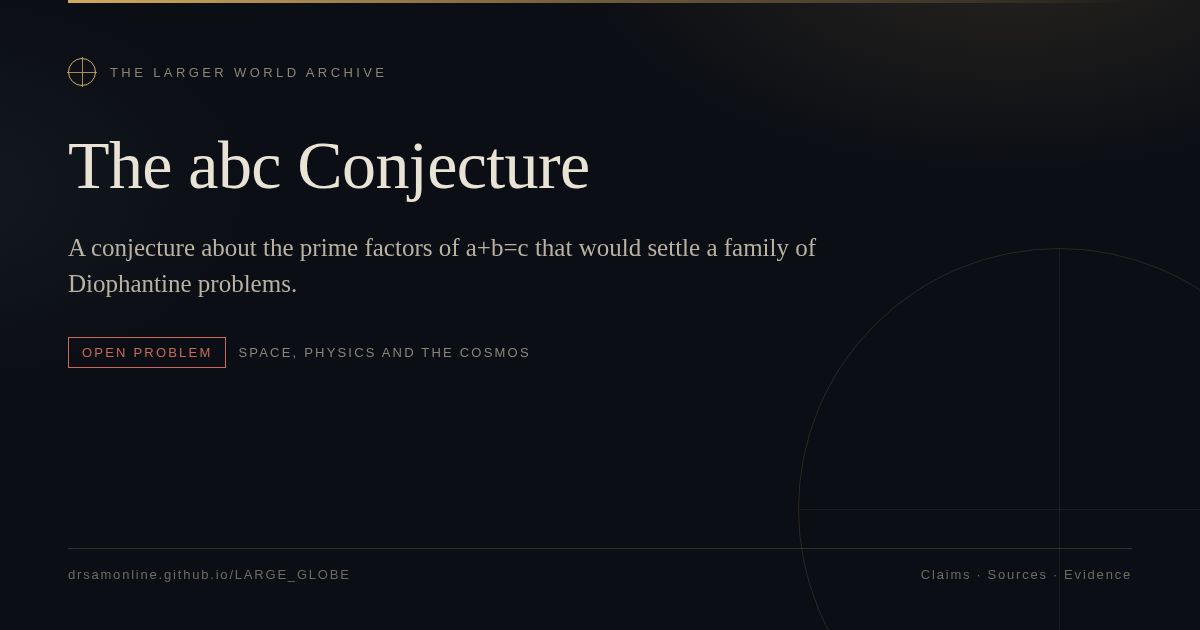 THE LARGER WORLD ARCHIVE
The abc Conjecture
A conjecture about the prime factors of a+b=c that would settle a family of
Diophantine problems.
OPEN PROBLEM
SPACE, PHYSICS AND THE COSMOS
drsamonline.github.io/LARGE_GLOBE
Claims · Sources · Evidence